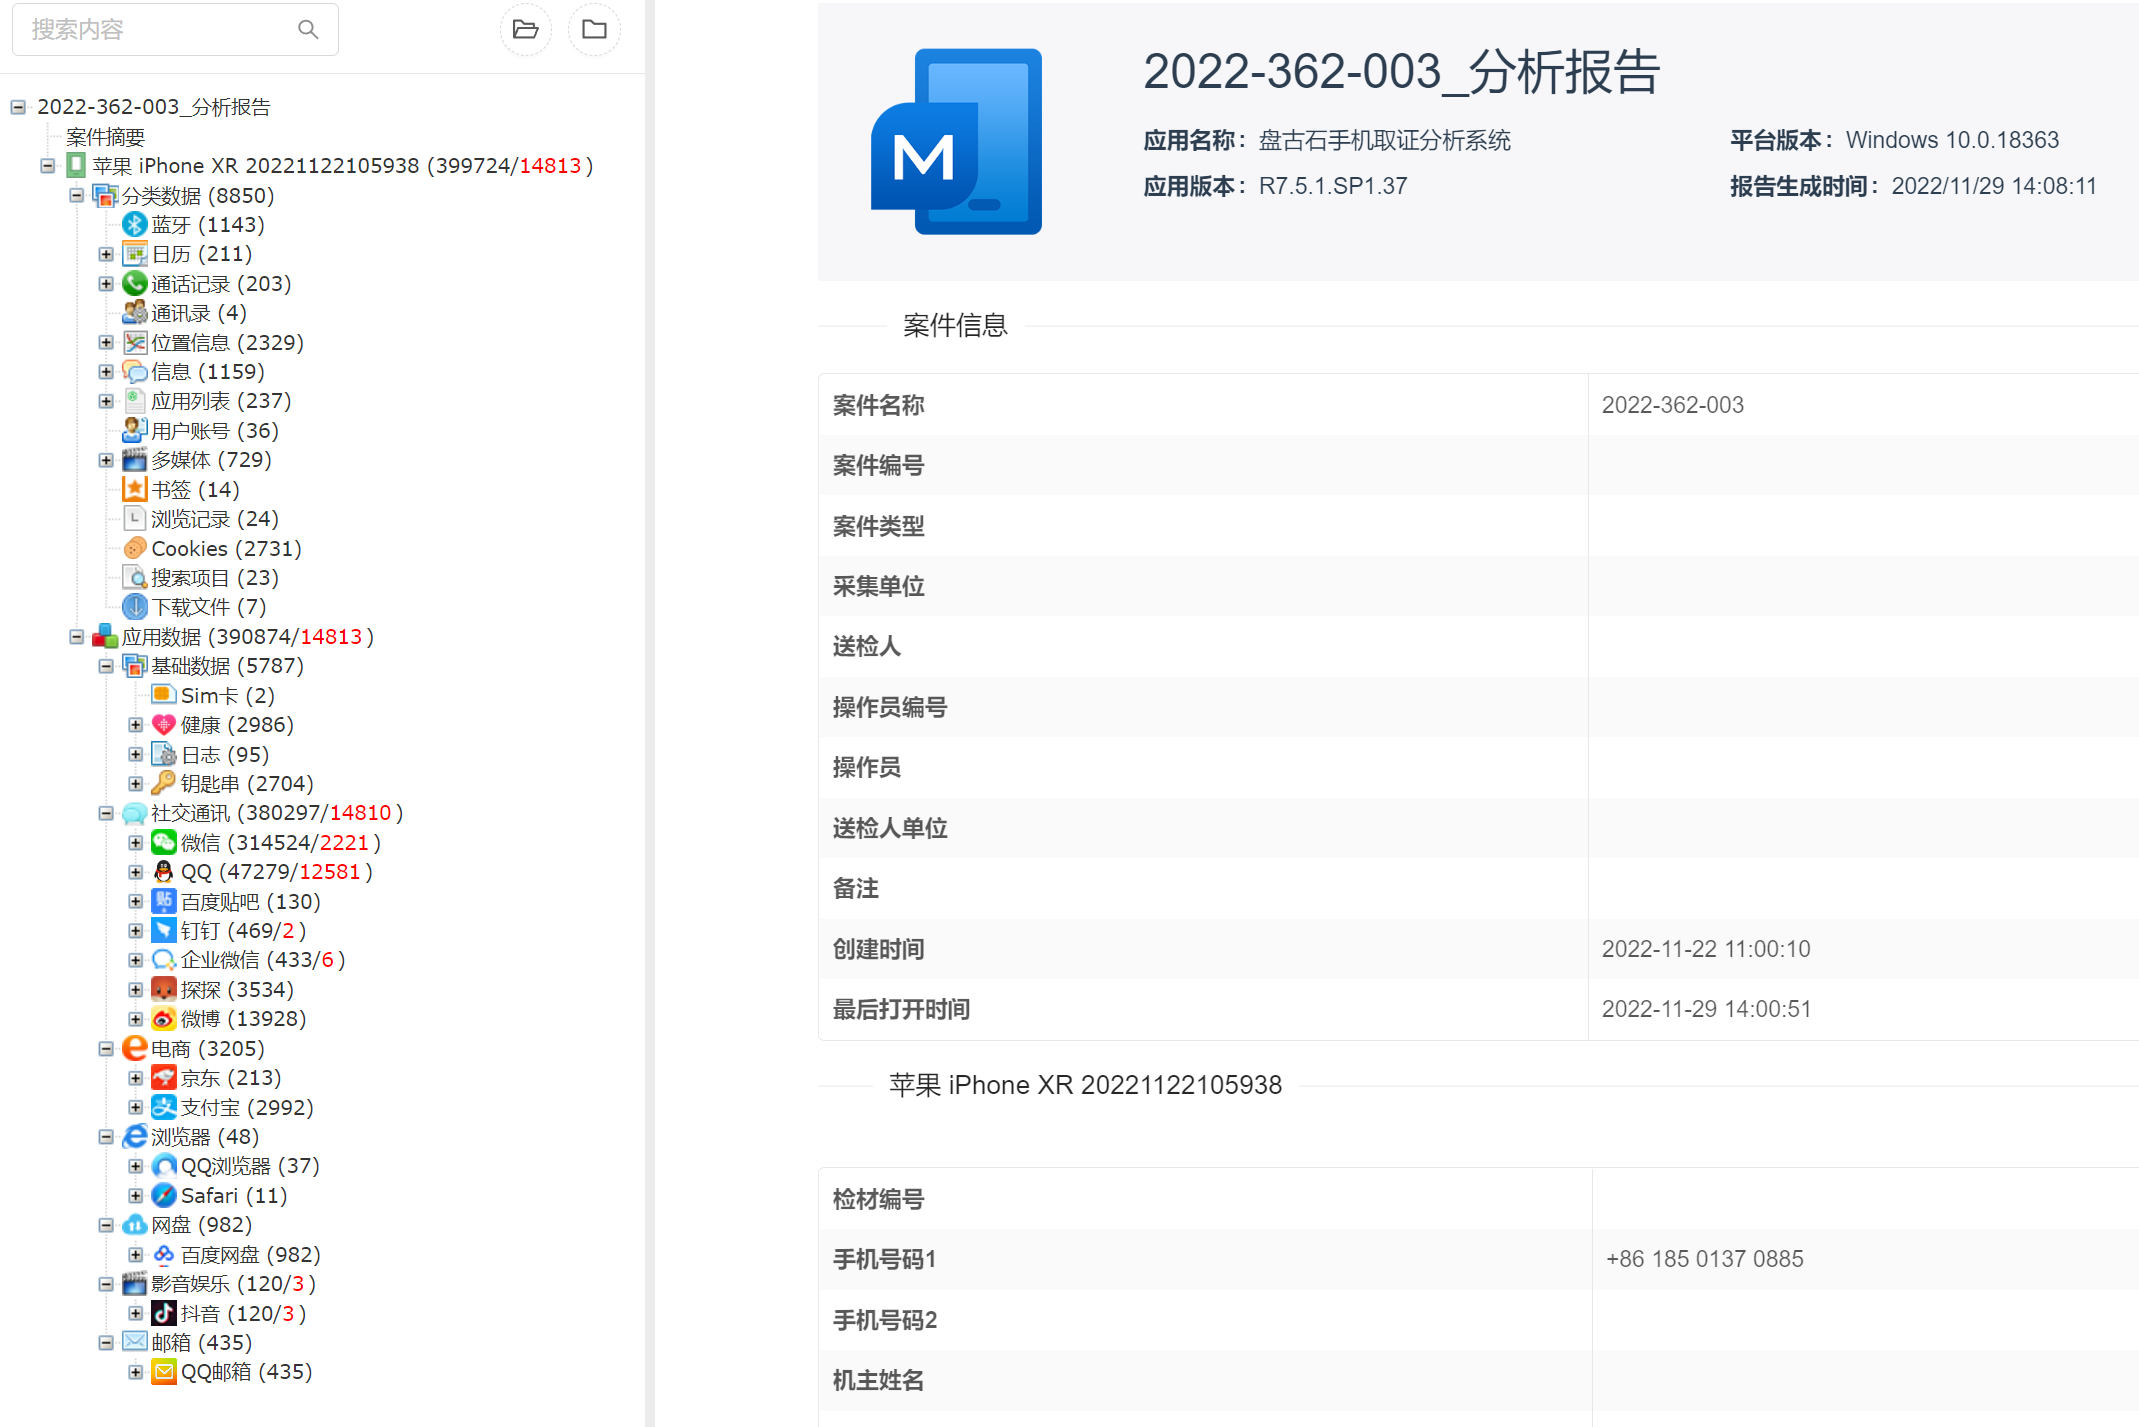 搜索内容
2022-362-003_分析报告
案件摘要
苹果 iPhone XR 20221122105938 (399724/14813 )
分类数据 (8850)
蓝牙 (1143)
日历 (211)
通话记录 (203)
通讯录 (4)
位置信息 (2329)
信息 (1159)
应用列表 (237)
用户账号 (36)
多媒体 (729)
书签 (14)
浏览记录 (24)
Cookies (2731)
搜索项目 (23)
下载文件 (7)
应用数据 (390874/14813 )
基础数据 (5787)
Sim卡 (2)
健康 (2986)
日志 (95)
钥匙串 (2704)
社交通讯 (380297/14810 )
微信 (314524/2221 )
QQ (47279/12581 )
贴 百度贴吧 (130)
钉钉 (469/2 )
企业微信 (433/6 )
探探 (3534)
微博 (13928)
电商 (3205)
京东 (213)
支 支付宝 (2992)
浏览器 (48)
QQ浏览器 (37)
Safari (11)
网盘 (982)
百度网盘 (982)
影音娱乐 (120/3 )
抖音 (120/3 )
邮箱 (435)
QQ邮箱 (435)
M
2022-362-003_分析报告
应用名称： 盘古石手机取证分析系统
平台版本： Windows 10.0.18363
应用版本： R7.5.1.SP1.37
报告生成时间： 2022/11/29 14:08:11
案件信息
案件名称 2022-362-003
案件编号
案件类型
采集单位
送检人
操作员编号
操作员
送检人单位
备注
创建时间 2022-11-22 11:00:10
最后打开时间 2022-11-29 14:00:51
苹果 iPhone XR 20221122105938
检材编号
手机号码1 +86 185 0137 0885
手机号码2
机主姓名